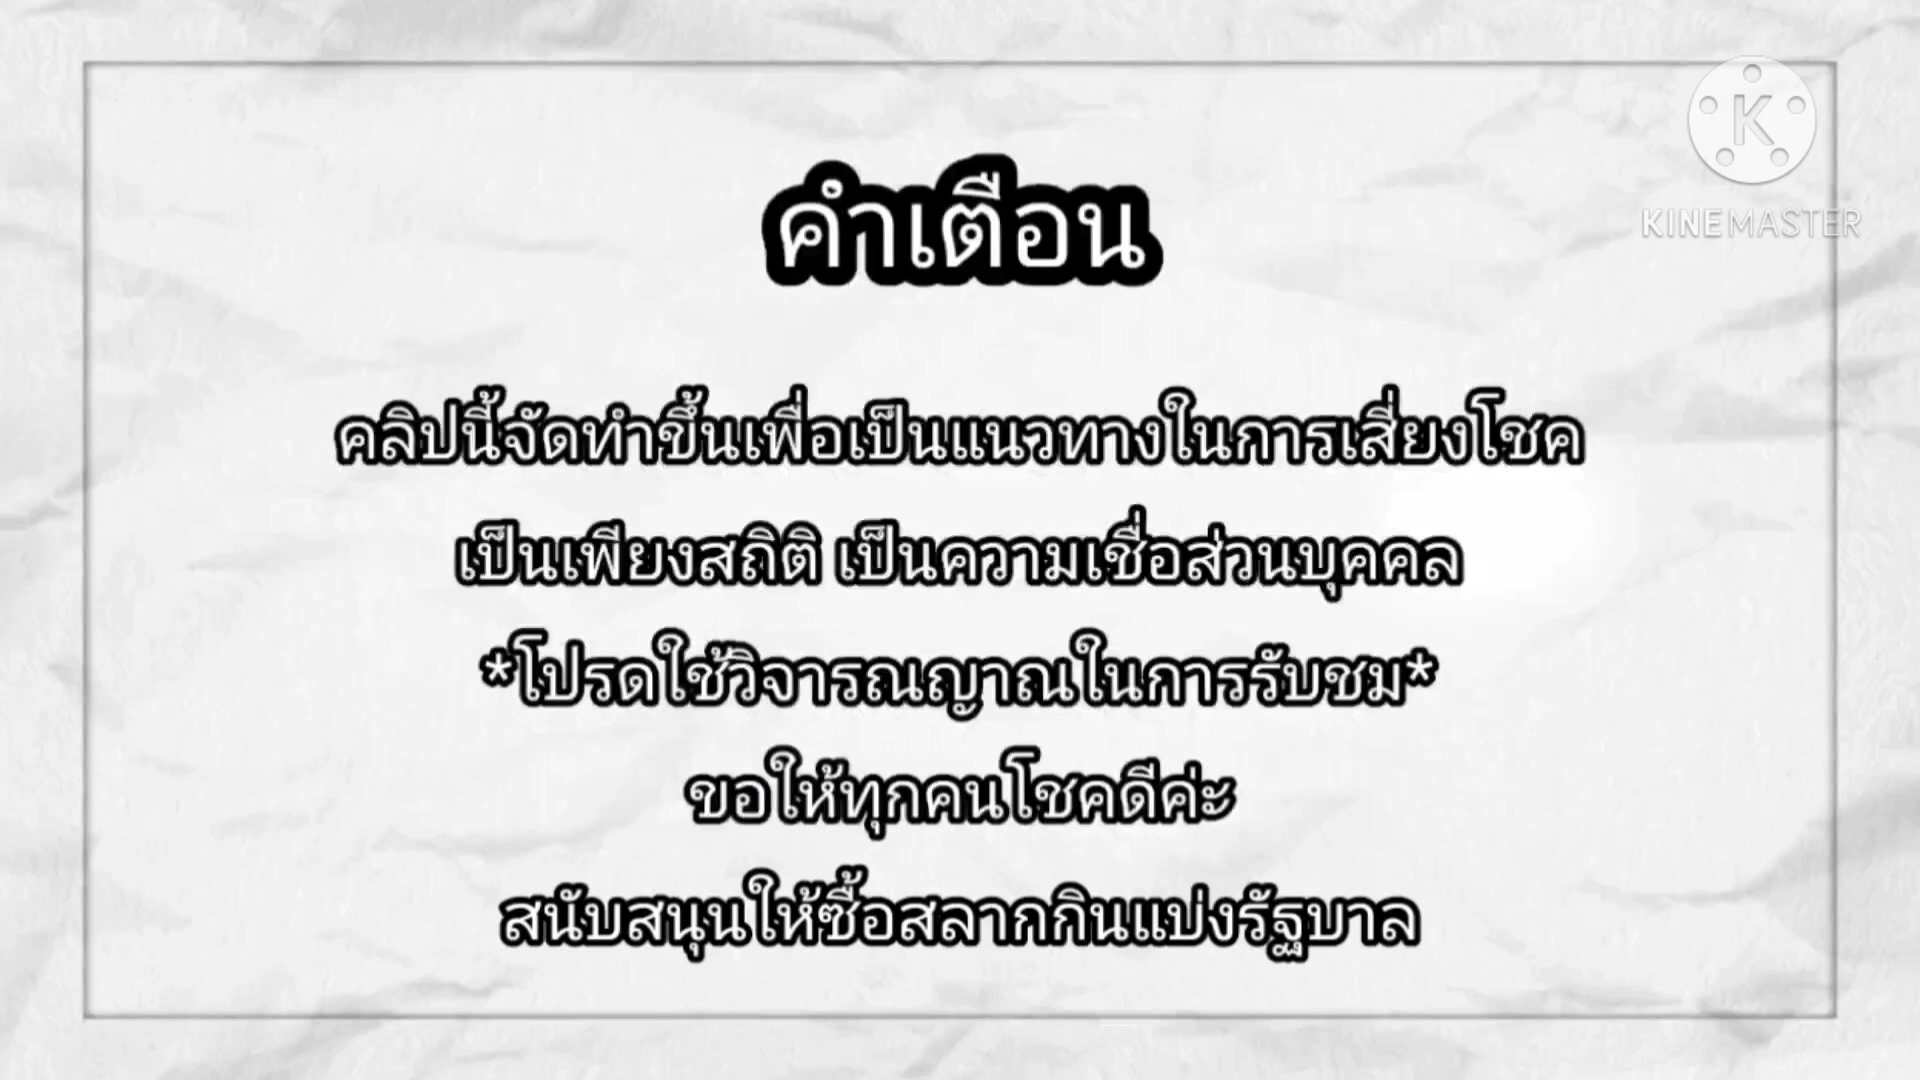 คำเตือน
คลิปนี้จัดทำขึ้นเพื่อเป็นแนวทางในการเสี่ยงโชค
เป็นเพียงสถิติ เป็นความเชื่อส่วนบุคคล
*โปรดใช้วิจารณญาณในการรับชม*
ขอให้ทุกคนโชคดีค่ะ
สนับสนุนให้ซื้อสลากกินแบ่งรัฐบาล
K
KINEMASTER